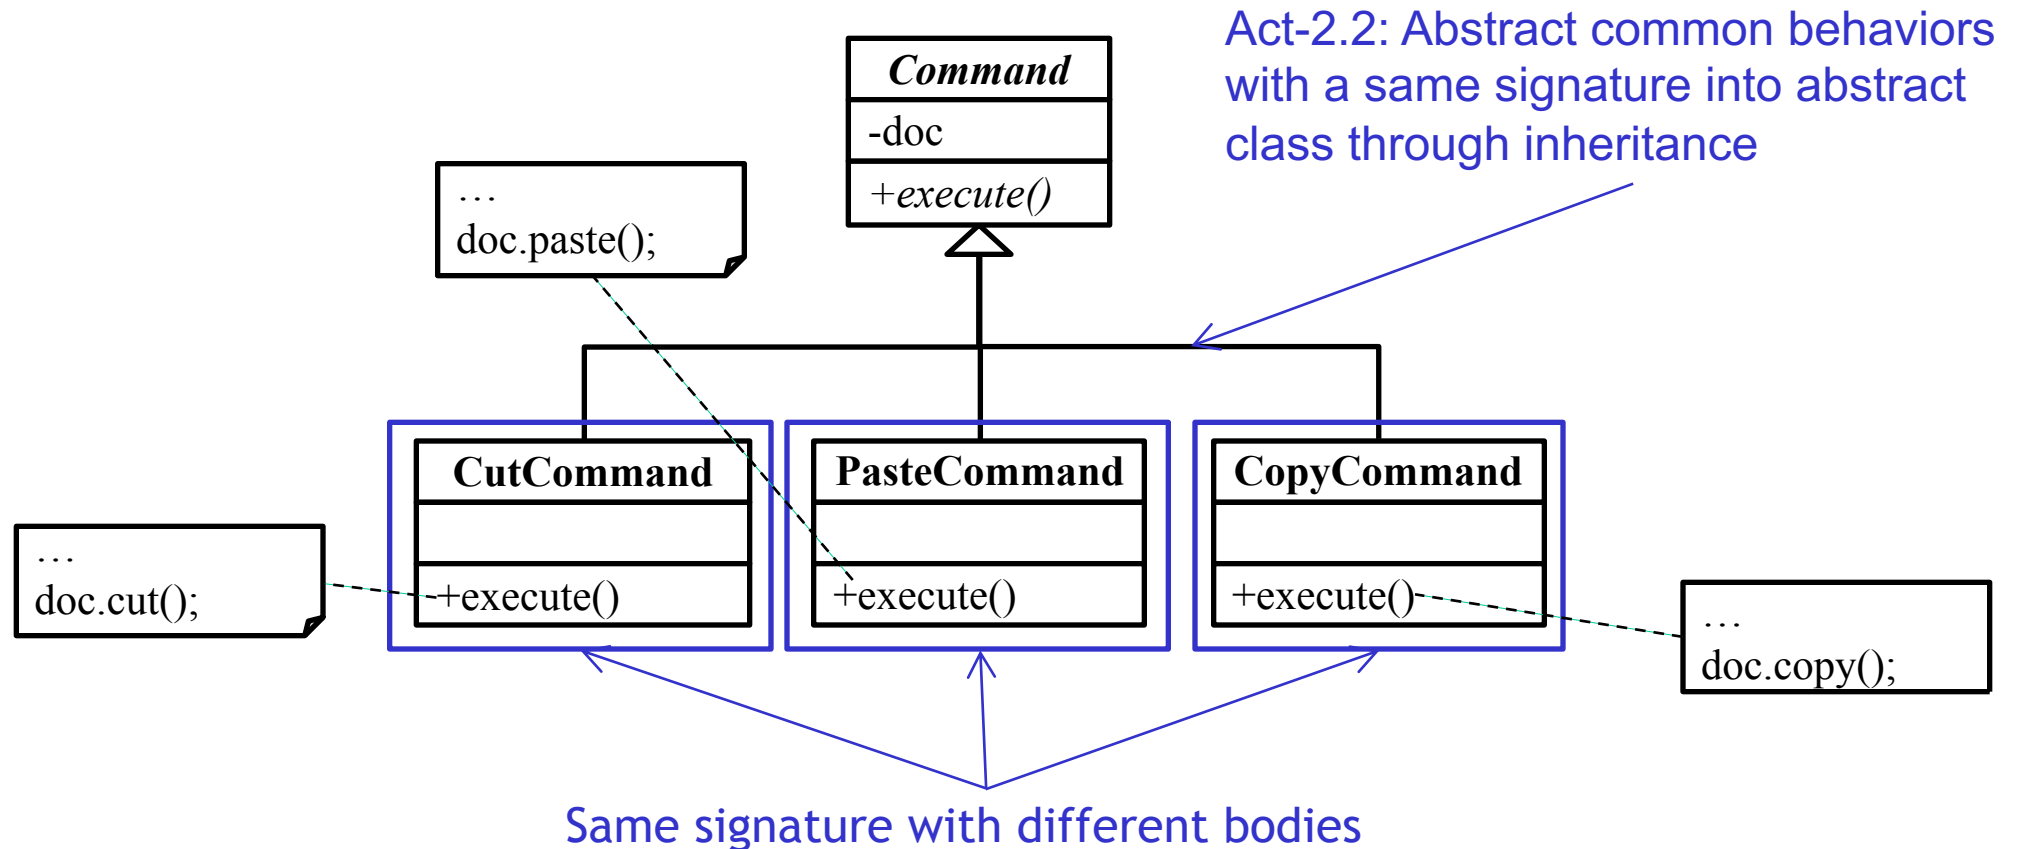 Act-2.2: Abstract common behaviors
with a same signature into abstract
class through inheritance
Command
-doc
+execute()
…
doc.paste();
CutCommand
+execute()
PasteCommand
+execute()
CopyCommand
+execute()
…
doc.cut();
…
doc.copy();
Same signature with different bodies